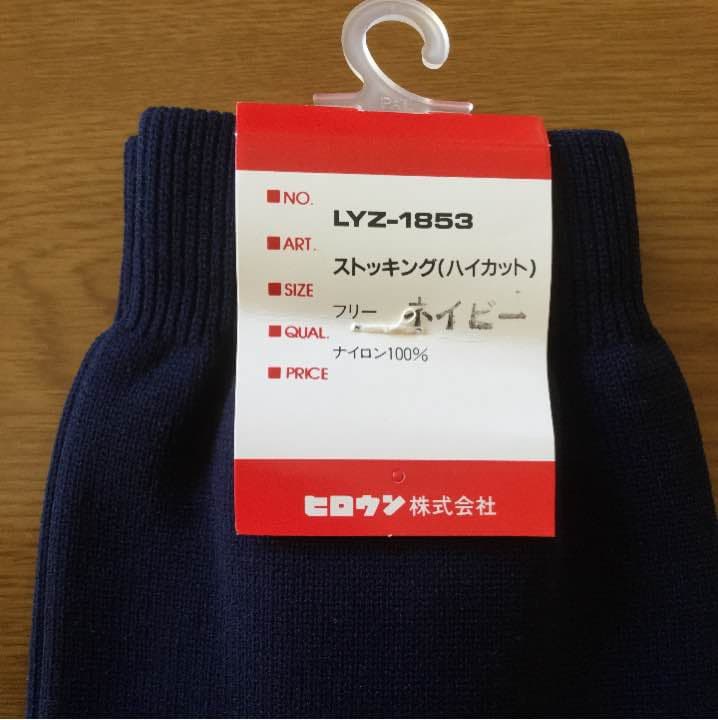 NO.
LYZ-1853
ART.
ストッキング(ハイカット)
SIZE
フリー ネイビー
QUAL.
ナイロン100%
PRICE
ヒロウン株式会社